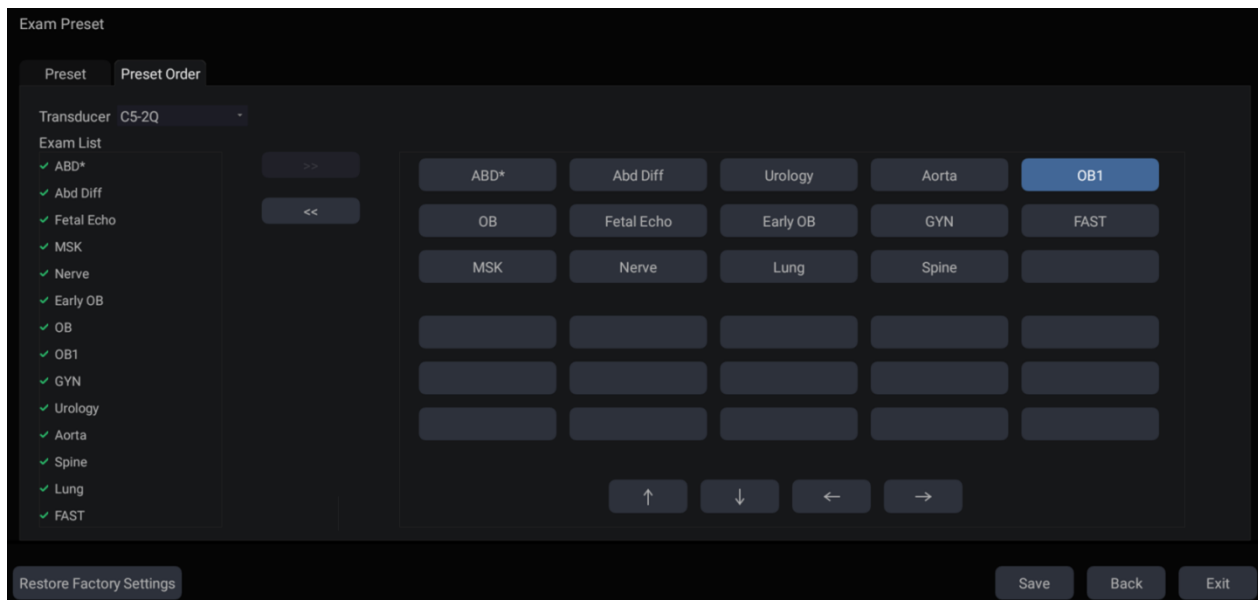 Exam Preset
Preset Preset Order
Transducer C5-2Q
Exam List
ABD*
Abd Diff
Fetal Echo
MSK
Nerve
Early OB
OB
OB1
GYN
Urology
Aorta
Spine
Lung
FAST
>>
<<
ABD* Abd Diff Urology Aorta OB1
OB Fetal Echo Early OB GYN FAST
MSK Nerve Lung Spine
↑ ↓ ← →
Restore Factory Settings Save Back Exit